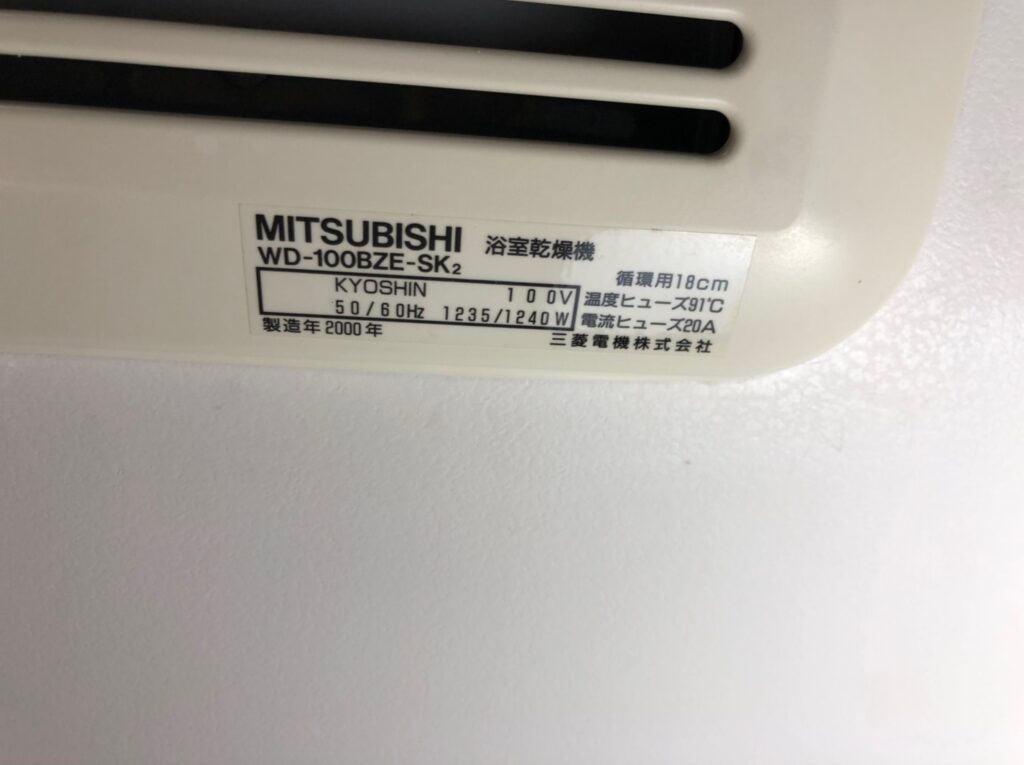 MITSUBISHI 浴室乾燥機
WD-100BZE-SK₂
循環用18cm
KYOSHIN 100V 温度ヒューズ91℃
50/60Hz 1235/1240W 電流ヒューズ20A
製造年2000年 三菱電機株式会社